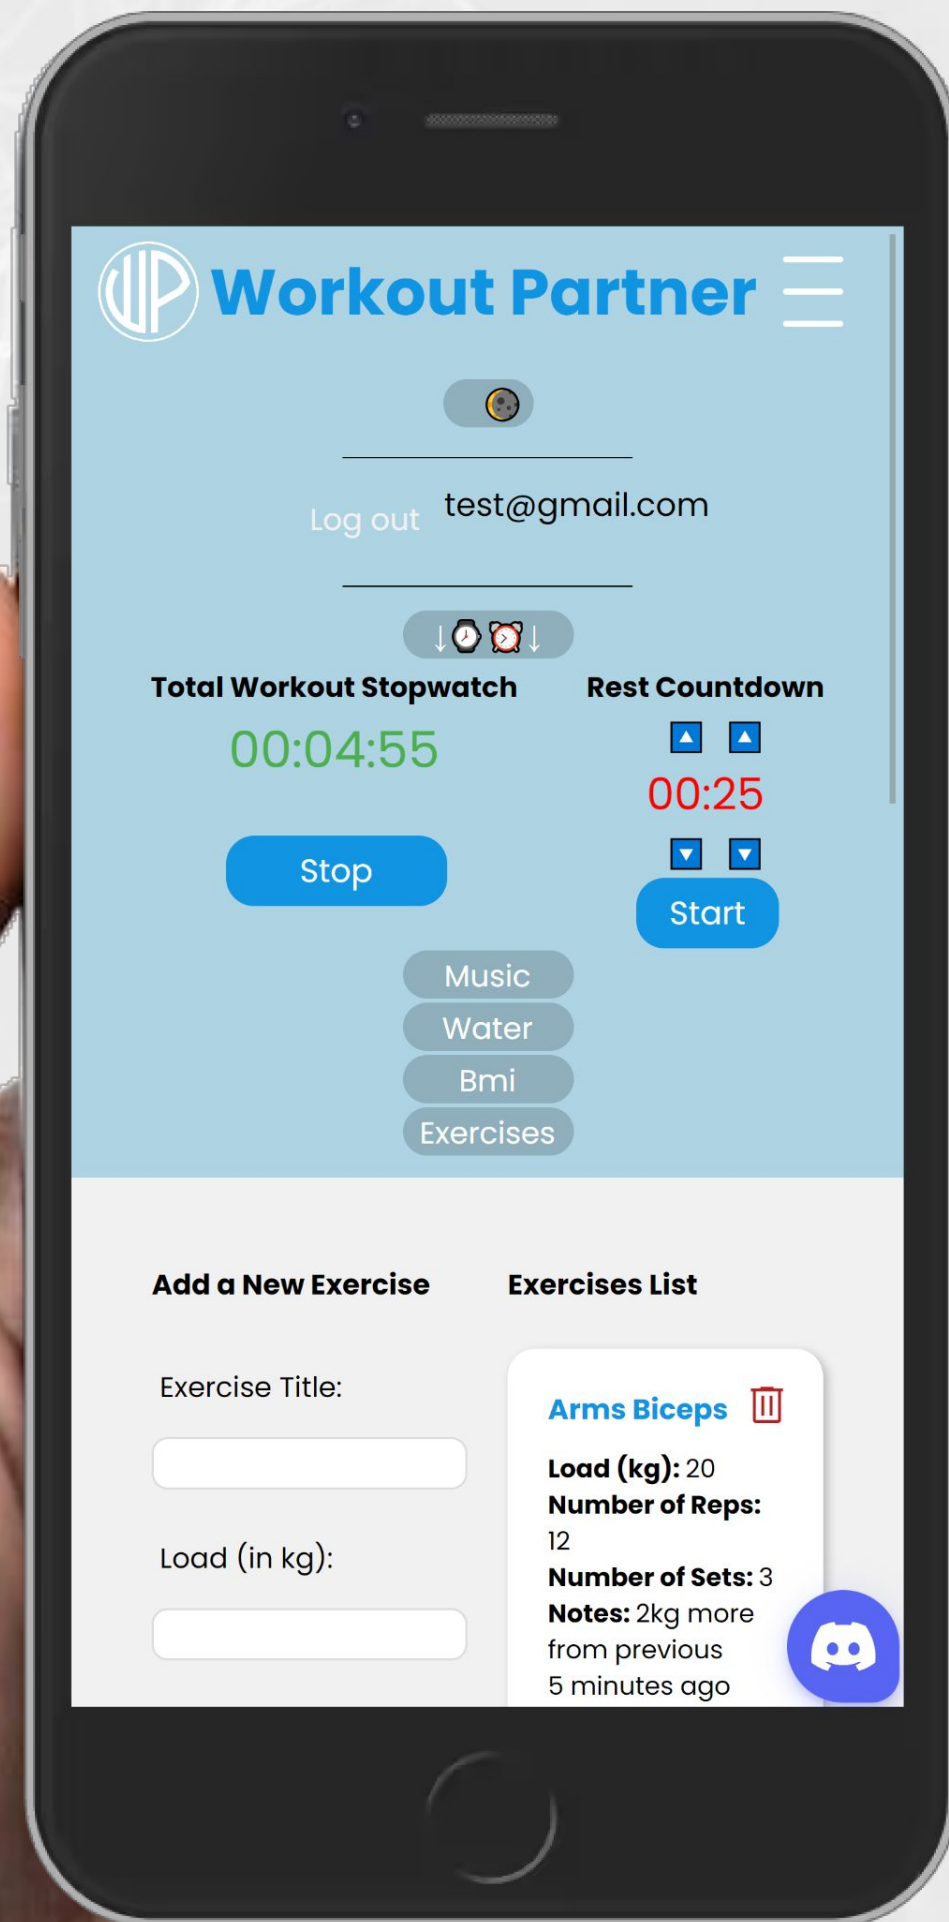 WP Workout Partner
Log out test@gmail.com
↓⌚⏰↓
Total Workout Stopwatch
00:04:55
Stop
Rest Countdown
00:25
Start
Music
Water
Bmi
Exercises
Add a New Exercise
Exercise Title:
Load (in kg):
Exercises List
Arms Biceps
Load (kg): 20
Number of Reps:
12
Number of Sets: 3
Notes: 2kg more
from previous
5 minutes ago